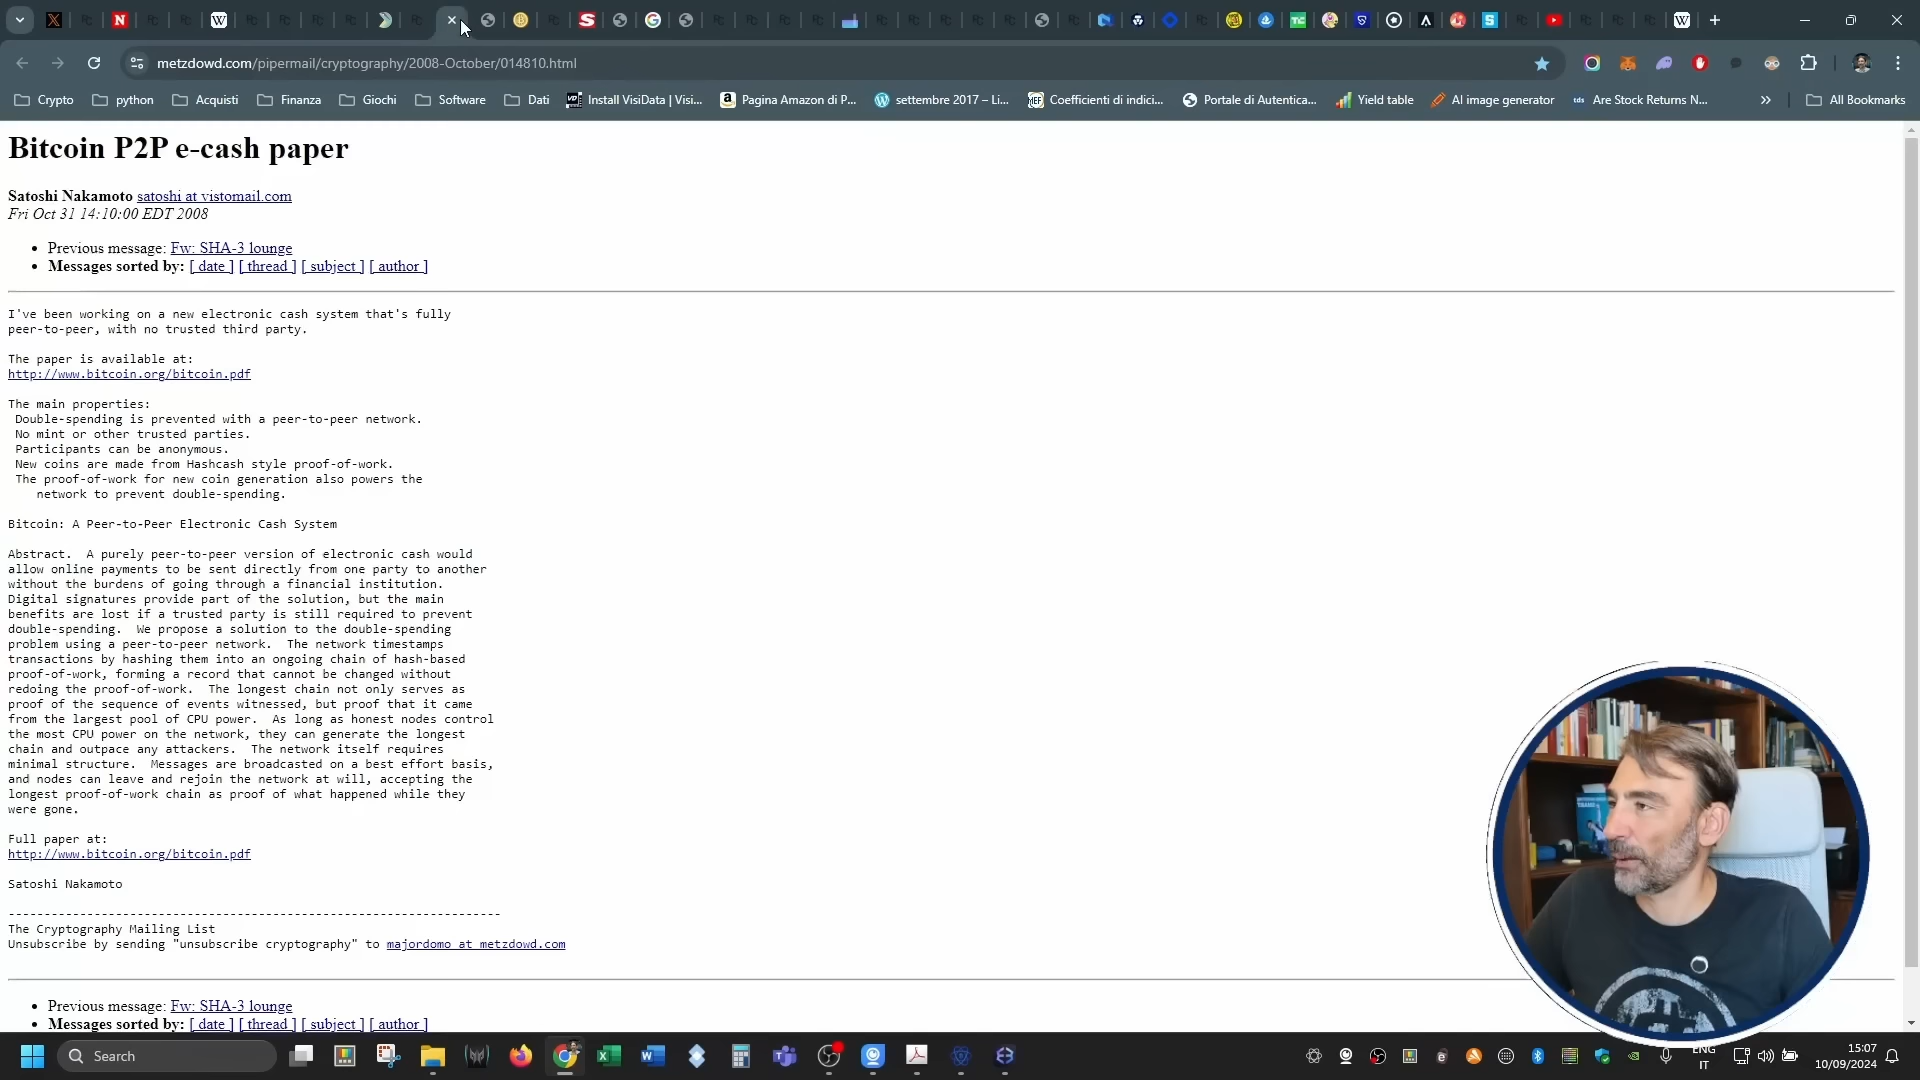 metzdowd.com/pipermail/cryptography/2008-October/014810.html
Crypto python Acquisti Finanza Giochi Software Dati Install VisiData | Visi... Pagina Amazon di P... settembre 2017 – Li... Coefficienti di indici... Portale di Autentica... Yield table AI image generator Are Stock Returns N... » All Bookmarks
Bitcoin P2P e-cash paper
Satoshi Nakamoto satoshi at vistomail.com
Fri Oct 31 14:10:00 EDT 2008
• Previous message: Fw: SHA-3 lounge
• Messages sorted by: [ date ] [ thread ] [ subject ] [ author ]
I've been working on a new electronic cash system that's fully
peer-to-peer, with no trusted third party.
The paper is available at:
http://www.bitcoin.org/bitcoin.pdf
The main properties:
Double-spending is prevented with a peer-to-peer network.
No mint or other trusted parties.
Participants can be anonymous.
New coins are made from Hashcash style proof-of-work.
The proof-of-work for new coin generation also powers the
network to prevent double-spending.
Bitcoin: A Peer-to-Peer Electronic Cash System
Abstract. A purely peer-to-peer version of electronic cash would
allow online payments to be sent directly from one party to another
without the burdens of going through a financial institution.
Digital signatures provide part of the solution, but the main
benefits are lost if a trusted party is still required to prevent
double-spending. We propose a solution to the double-spending
problem using a peer-to-peer network. The network timestamps
transactions by hashing them into an ongoing chain of hash-based
proof-of-work, forming a record that cannot be changed without
redoing the proof-of-work. The longest chain not only serves as
proof of the sequence of events witnessed, but proof that it came
from the largest pool of CPU power. As long as honest nodes control
the most CPU power on the network, they can generate the longest
chain and outpace any attackers. The network itself requires
minimal structure. Messages are broadcasted on a best effort basis,
and nodes can leave and rejoin the network at will, accepting the
longest proof-of-work chain as proof of what happened while they
were gone.
Full paper at:
http://www.bitcoin.org/bitcoin.pdf
Satoshi Nakamoto
---------------------------------------------------------------------
The Cryptography Mailing List
Unsubscribe by sending "unsubscribe cryptography" to majordomo at metzdowd.com
• Previous message: Fw: SHA-3 lounge
• Messages sorted by: [ date ] [ thread ] [ subject ] [ author ]
Search
ENG
IT
15:07
10/09/2024